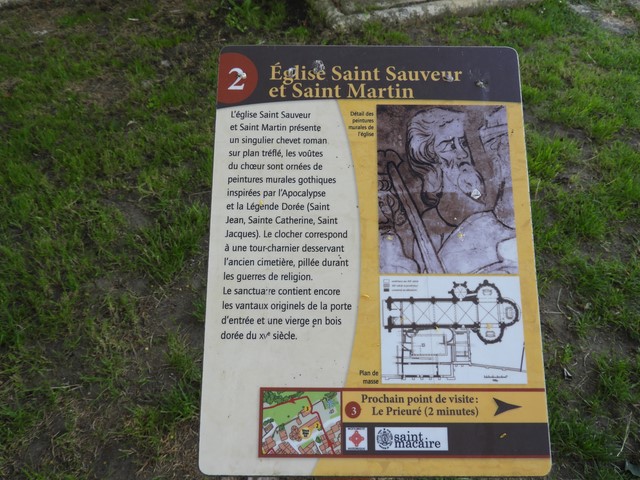 2
Église Saint Sauveur
et Saint Martin
L'église Saint Sauveur
et Saint Martin présente
un singulier chevet roman
sur plan tréflé, les voûtes
du chœur sont ornées de
peintures murales gothiques
inspirées par l'Apocalypse
et la Légende Dorée (Saint
Jean, Sainte Catherine, Saint
Jacques). Le clocher correspond
à une tour-charnier desservant
l'ancien cimetière, pillée durant
les guerres de religion.
Le sanctuaire contient encore
les vantaux originels de la porte
d'entrée et une vierge en bois
dorée du XVe siècle.
Détail des
peintures
murales de
l'église
Plan de
masse
3
Prochain point de visite :
Le Prieuré (2 minutes)
saint
macaire